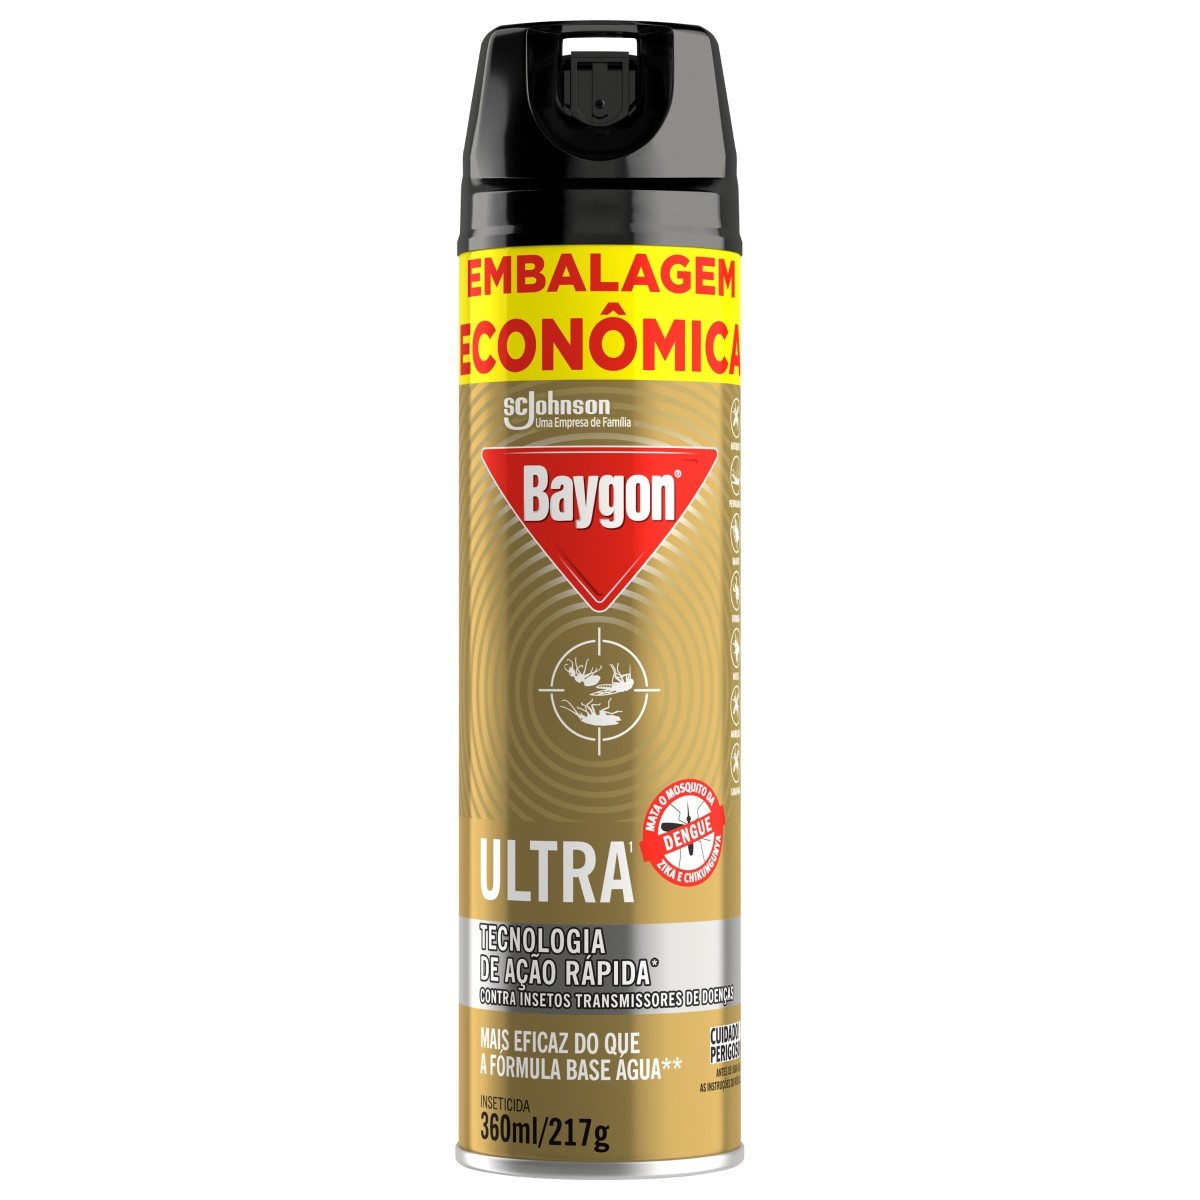 EMBALAGEM
ECONÔMICA
SCJohnson
Uma Empresa de Família
Baygon®
MATA O MOSQUITO DA
DENGUE
ZIKA E CHIKUNGUNYA
ULTRA¹
TECNOLOGIA
DE AÇÃO RÁPIDA*
CONTRA INSETOS TRANSMISSORES DE DOENÇAS
MAIS EFICAZ DO QUE
A FÓRMULA BASE ÁGUA**
CUIDADO!
PERIGOSO
INSETICIDA
360ml/217g